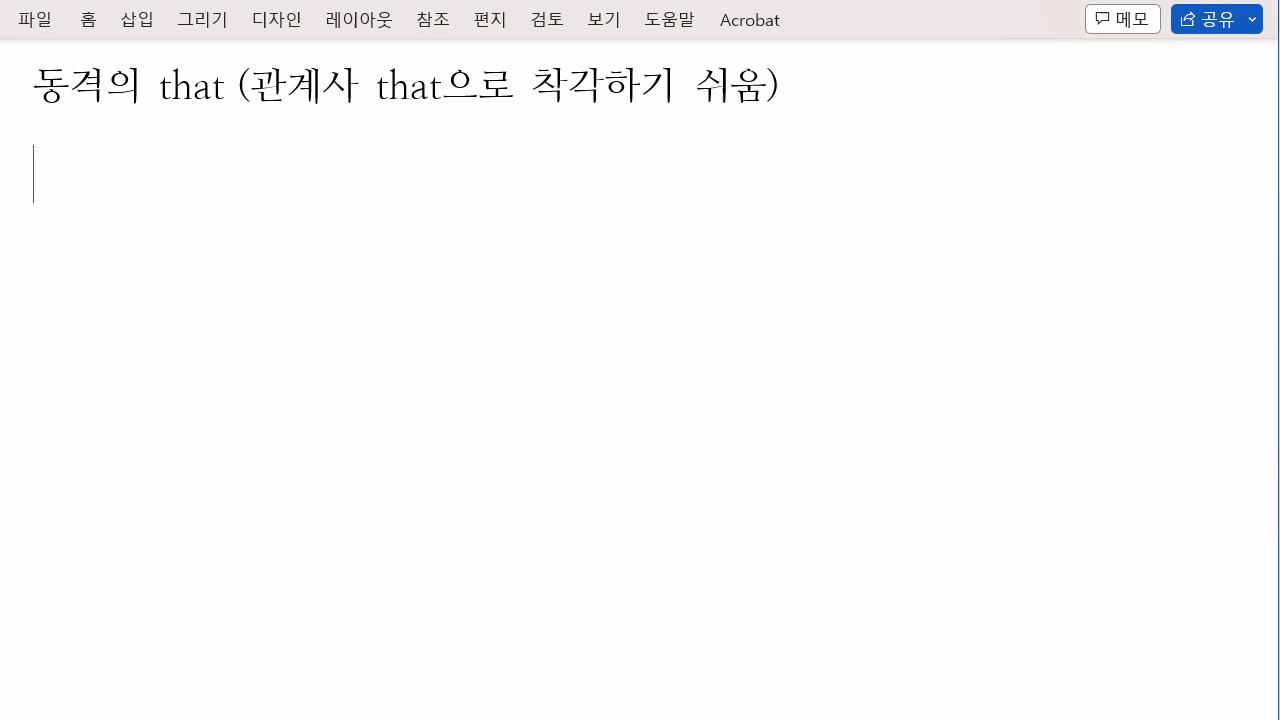 파일 홈 삽입 그리기 디자인 레이아웃 참조 편지 검토 보기 도움말 Acrobat 메모 공유
동격의 that (관계사 that으로 착각하기 쉬움)